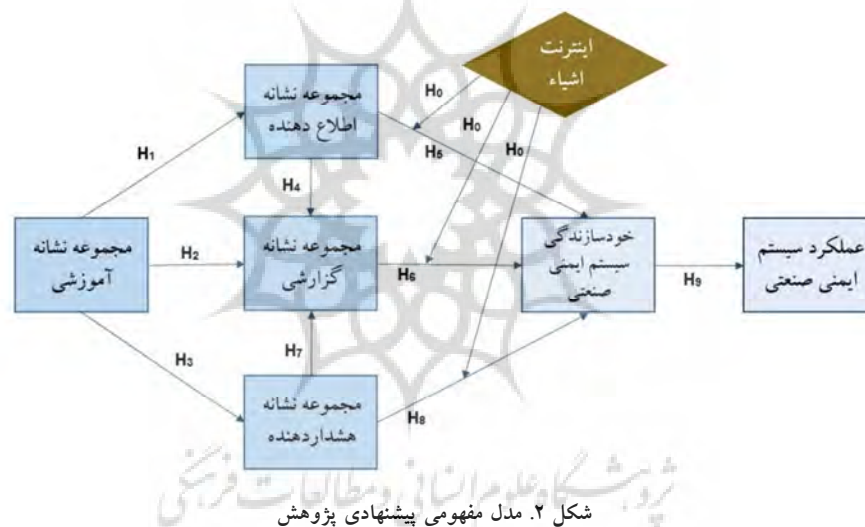 اینترنت
اشیاء
مجموعه نشانه
اطلاع دهنده
H₀
H₀
H₀
H₁
H₅
H₄
مجموعه نشانه
آموزشی
H₂
مجموعه نشانه
گزارشی
H₆
خودسازندگی
سیستم ایمنی
صنعتی
H₉
عملکرد سیستم
ایمنی صنعتی
H₃
H₇
مجموعه نشانه
هشداردهنده
H₈
پژوهشگاه علوم انسانی و مطالعات فرهنگی
شکل ۲. مدل مفهومی پیشنهادی پژوهش